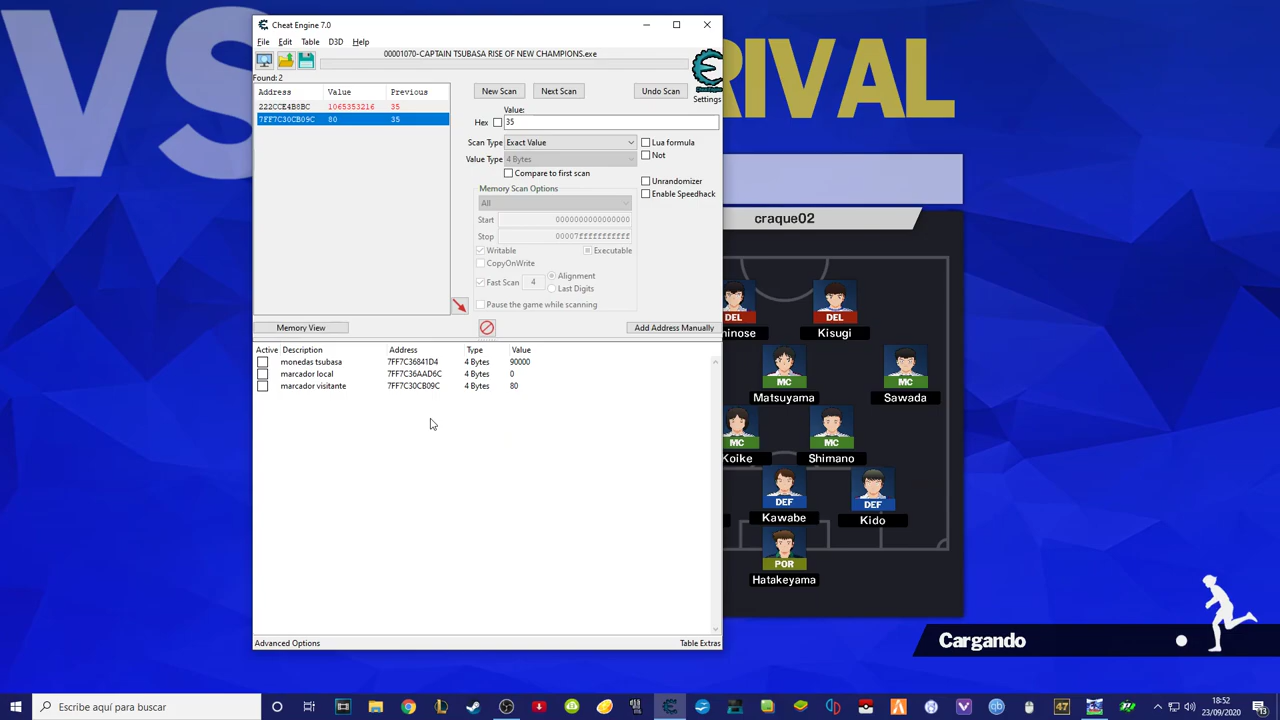 VS
RIVAL
Cheat Engine 7.0
File Edit Table D3D Help
00001070-CAPTAIN TSUBASA RISE OF NEW CHAMPIONS.exe
Found: 2
Address Value Previous
222CCE4B8BC 1065353216 35
7FF7C30CB09C 80 35
New Scan Next Scan Undo Scan
Settings
Value:
Hex 35
Scan Type Exact Value
Lua formula
Not
Value Type 4 Bytes
Compare to first scan
Unrandomizer
Enable Speedhack
Memory Scan Options
All
Start 0000000000000000
Stop 00007fffffffffff
Writable Executable
CopyOnWrite
Fast Scan 4 Alignment
Last Digits
Pause the game while scanning
Memory View Add Address Manually
Active Description Address Type Value
monedas tsubasa 7FF7C36841D4 4 Bytes 90000
marcador local 7FF7C36AAD6C 4 Bytes 0
marcador visitante 7FF7C30CB09C 4 Bytes 80
Advanced Options Table Extras
craque02
DEL DEL
Kisugi
MC MC
Matsuyama Sawada
MC MC
Koike Shimano
DEF DEF
Kawabe Kido
POR
Hatakeyama
Cargando
Escribe aquí para buscar
47
18:52
23/09/2020